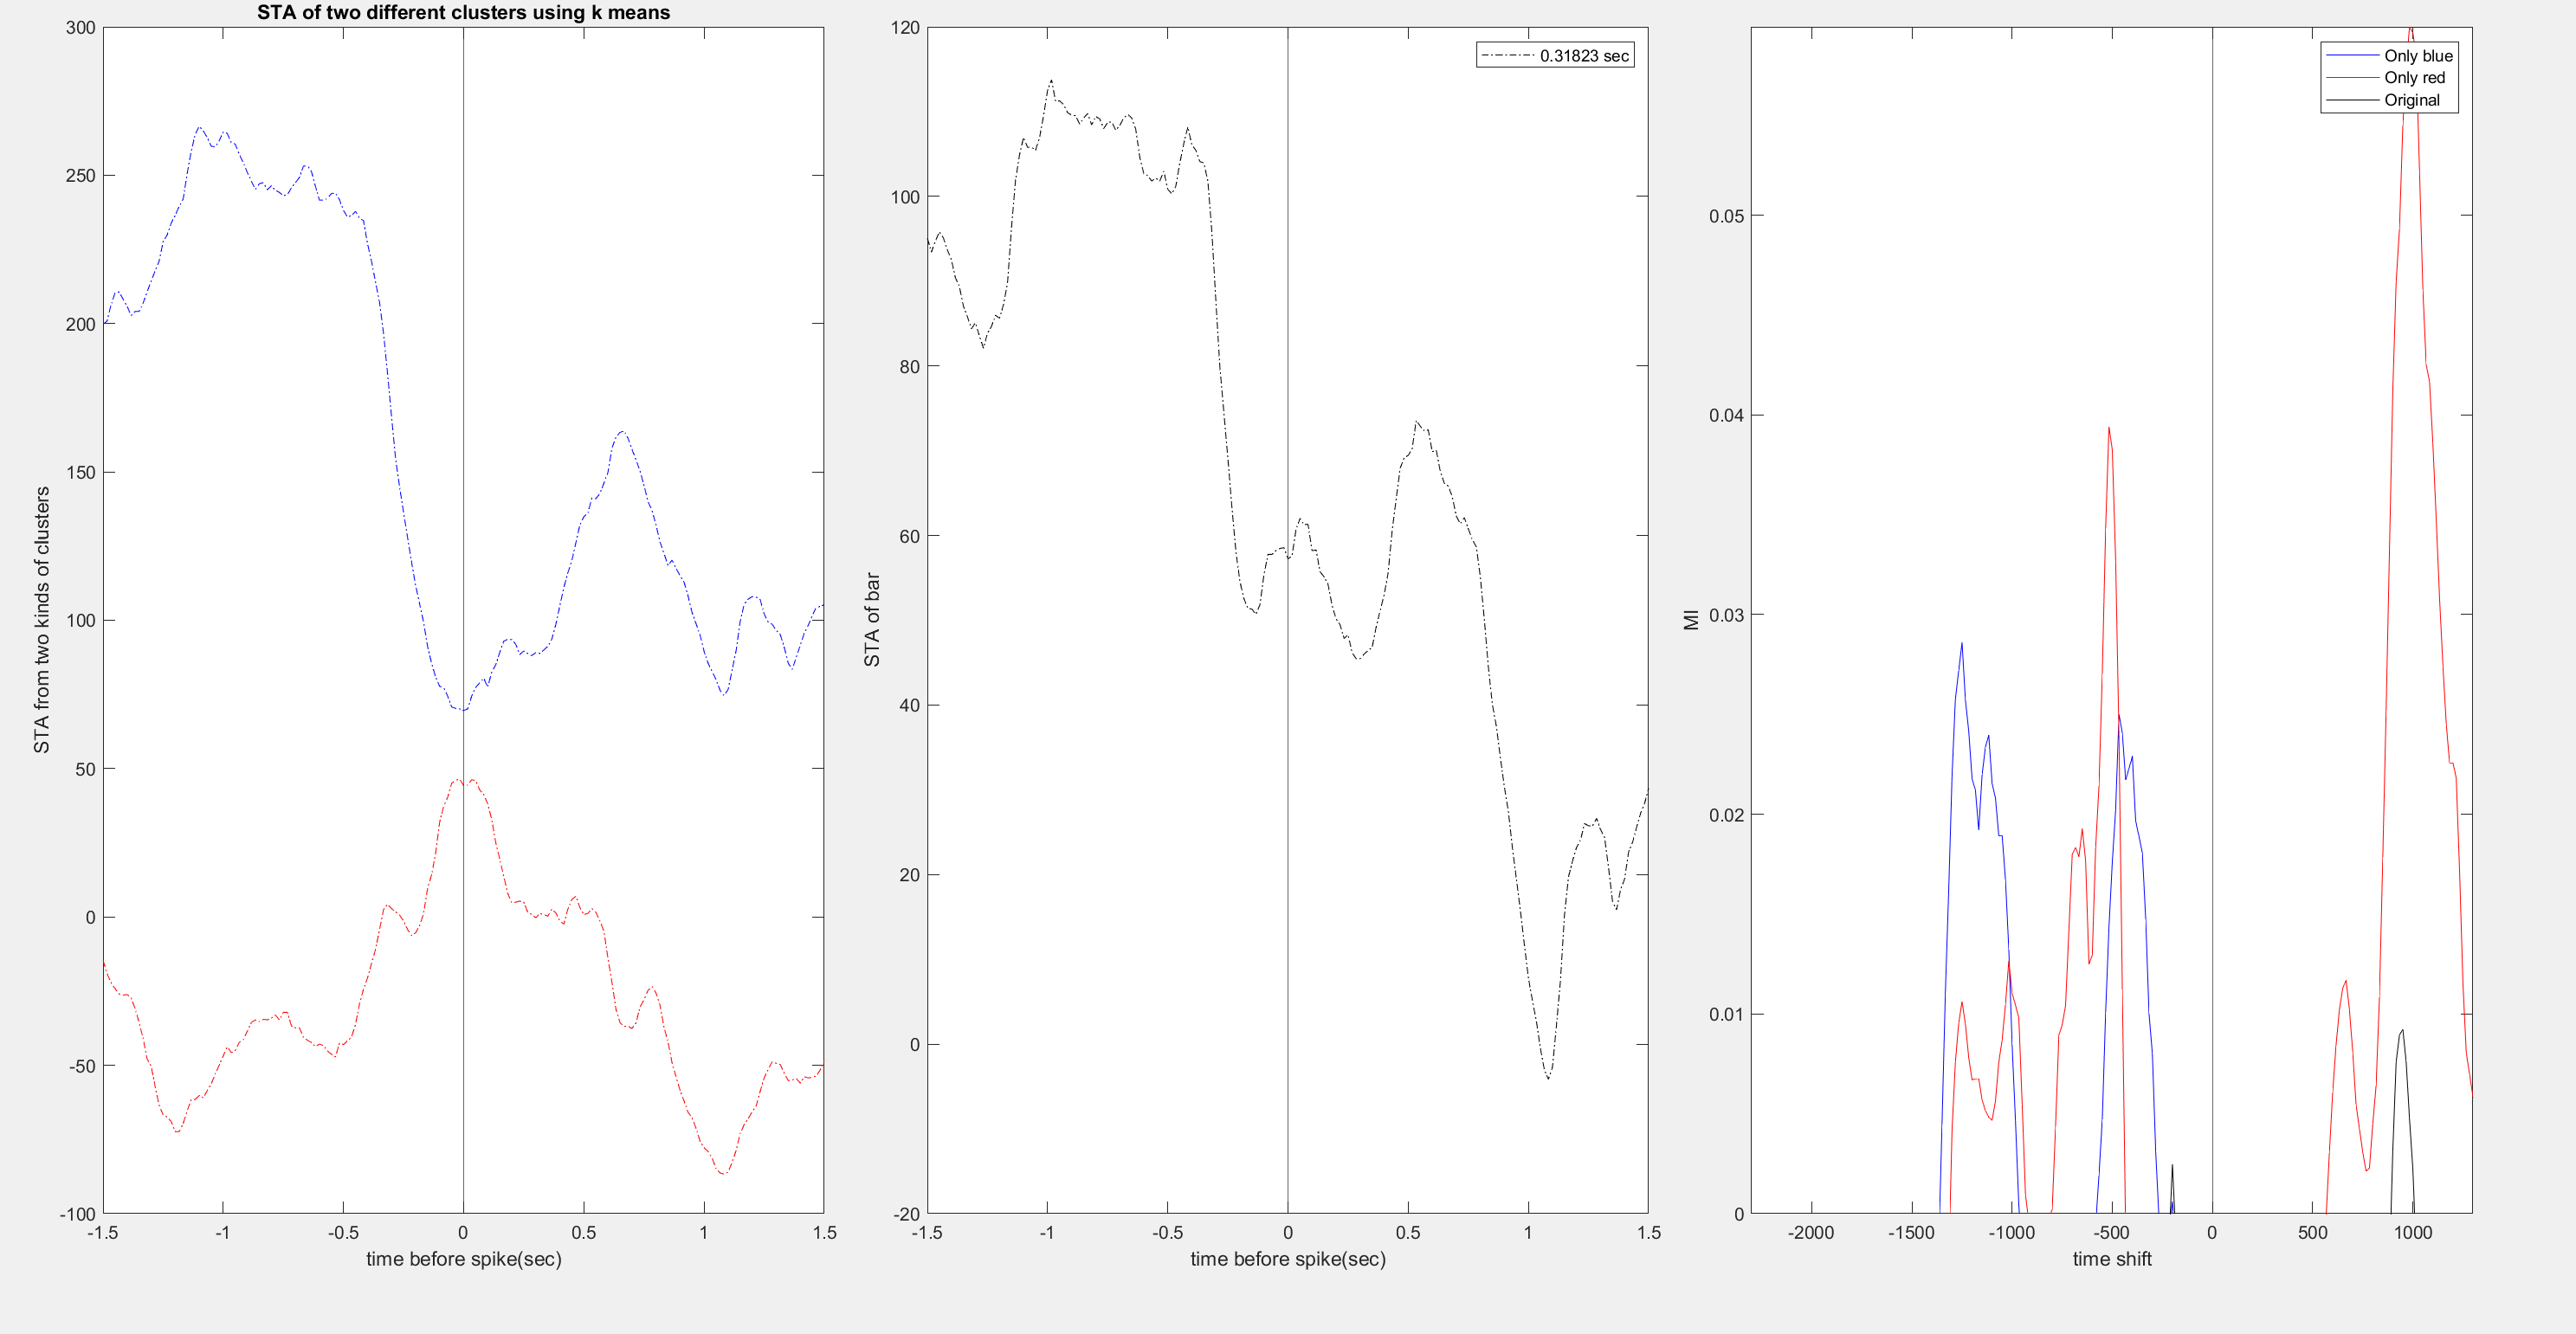 STA of two different clusters using k means
STA from two kinds of clusters
300
250
200
150
100
50
0
-50
-100
-1.5 -1 -0.5 0 0.5 1 1.5
time before spike(sec)
0.31823 sec
STA of bar
120
100
80
60
40
20
0
-20
-1.5 -1 -0.5 0 0.5 1 1.5
time before spike(sec)
Only blue
Only red
Original
MI
0.05
0.04
0.03
0.02
0.01
0
-2000 -1500 -1000 -500 0 500 1000
time shift